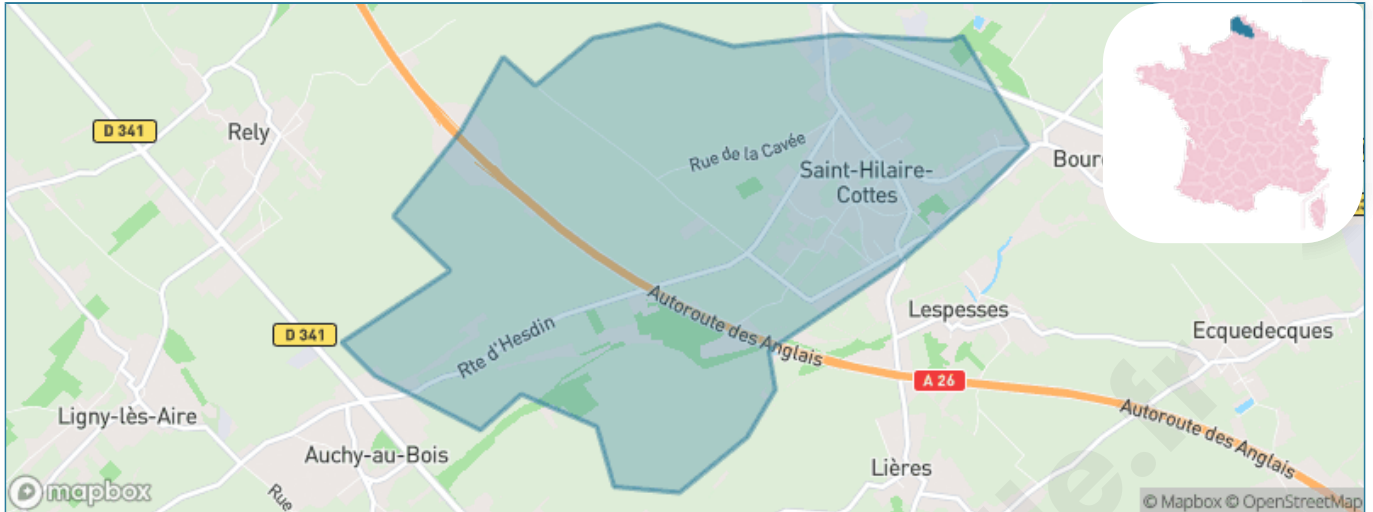 D 341
Rely
Rue de la Cavée
Saint-Hilaire-
Cottes
D 341
Rte d'Hesdin
Autoroute des Anglais
Lespesses
Ecquedecques
A 26
Ligny-lès-Aire
Auchy-au-Bois
Autoroute des Anglais
Lières
Rue
mapbox
© Mapbox © OpenStreetMap